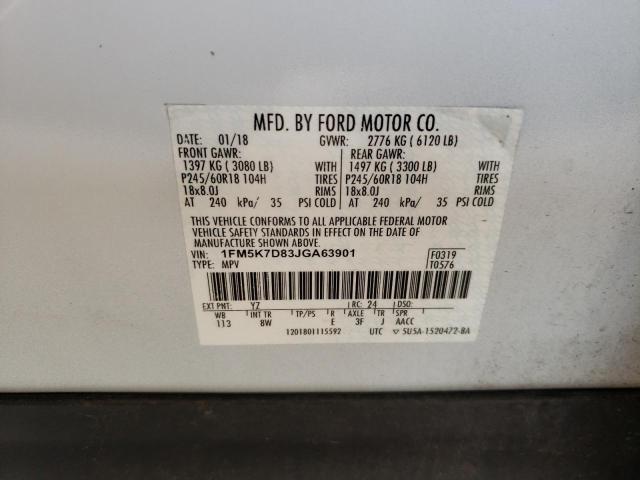 MFD. BY FORD MOTOR CO.
DATE: 01/18 GVWR: 2776 KG ( 6120 LB)
FRONT GAWR: REAR GAWR:
1397 KG ( 3080 LB) WITH 1497 KG ( 3300 LB) WITH
P245/60R18 104H TIRES P245/60R18 104H TIRES
18x8.0J RIMS 18x8.0J RIMS
AT 240 kPa/ 35 PSI COLD AT 240 kPa/ 35 PSI COLD
THIS VEHICLE CONFORMS TO ALL APPLICABLE FEDERAL MOTOR
VEHICLE SAFETY STANDARDS IN EFFECT ON THE DATE OF
MANUFACTURE SHOWN ABOVE.
VIN: 1FM5K7D83JGA63901 F0319
TYPE: MPV T0576
EXT PNT: YZ RC: 24 DSO:
WB INT TR TP/PS R AXLE TR SPR
113 8W E 3F J AACC
1201801115592 UTC ▽ 5U5A-1520472-BA